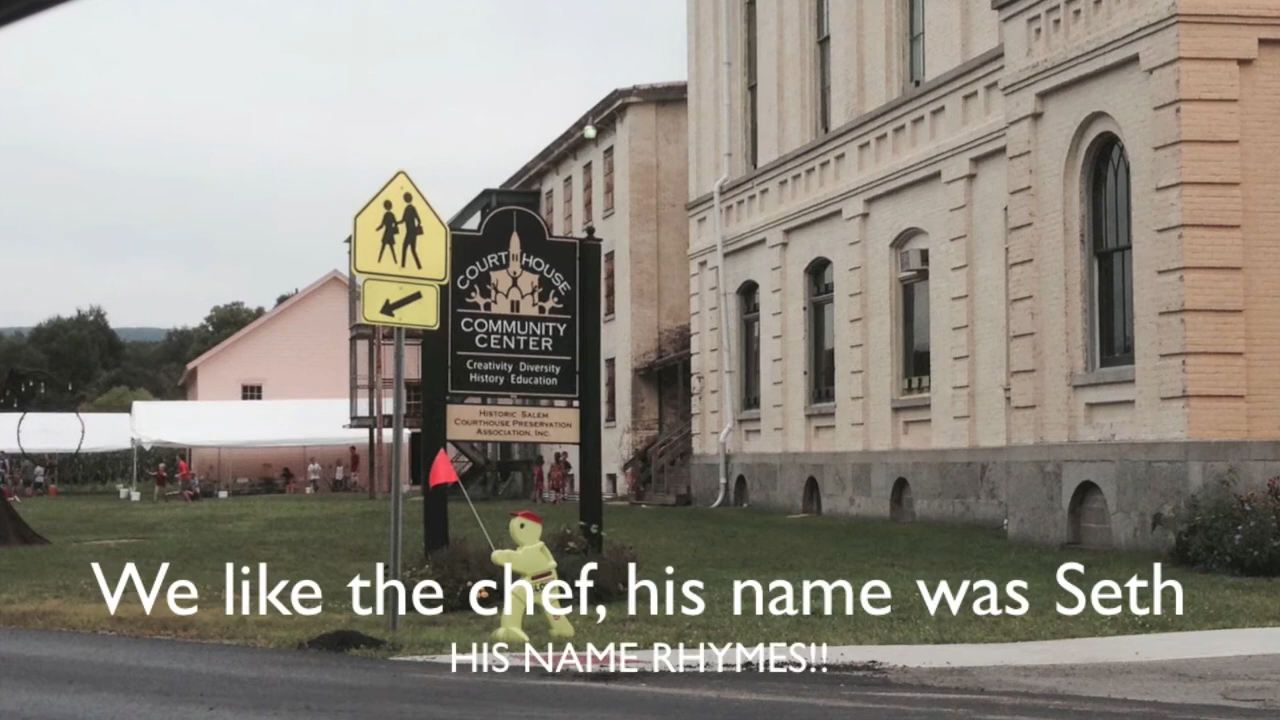 COURT HOUSE
COMMUNITY
CENTER
Creativity Diversity
History Education
HISTORIC SALEM
COURTHOUSE PRESERVATION
ASSOCIATION, INC.
We like the chef, his name was Seth
HIS NAME RHYMES!!